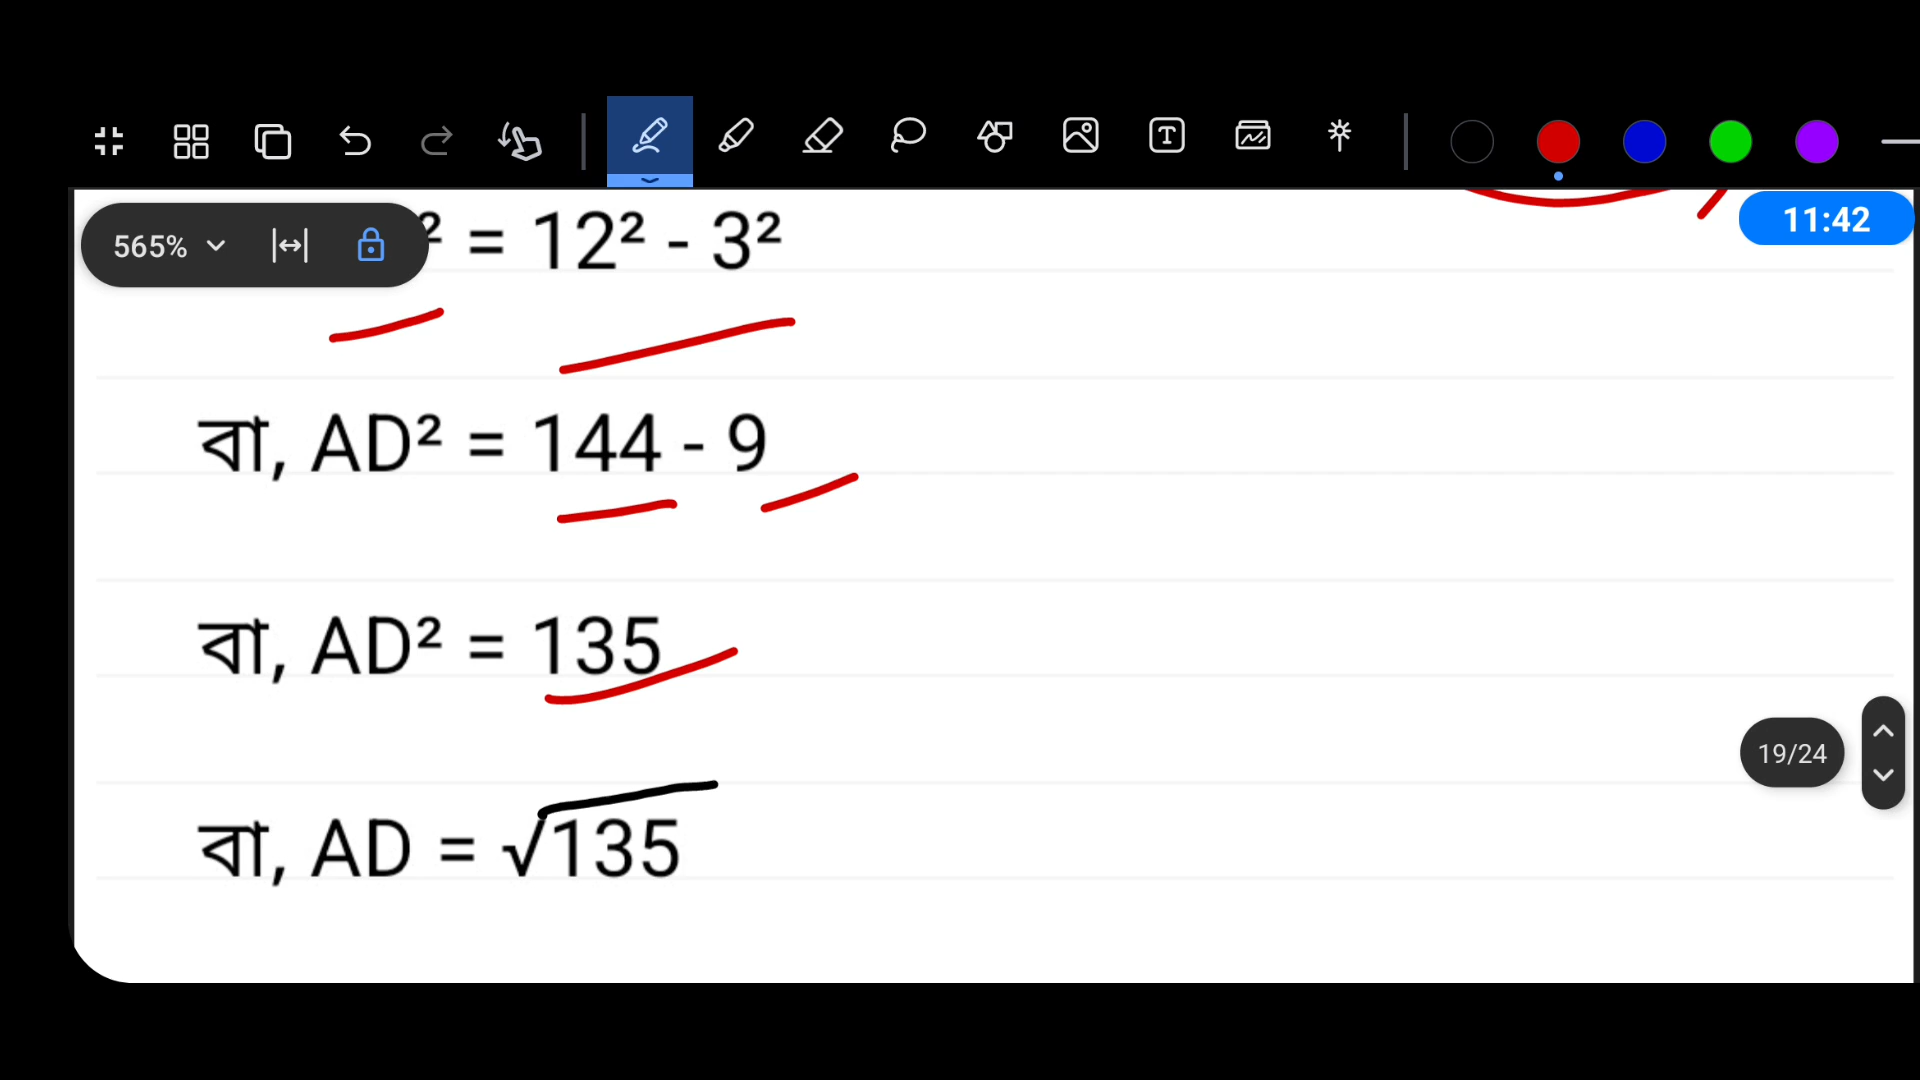 565%
² = 12² - 3²
11:42
বা, AD² = 144 - 9
বা, AD² = 135
19/24
বা, AD = √135